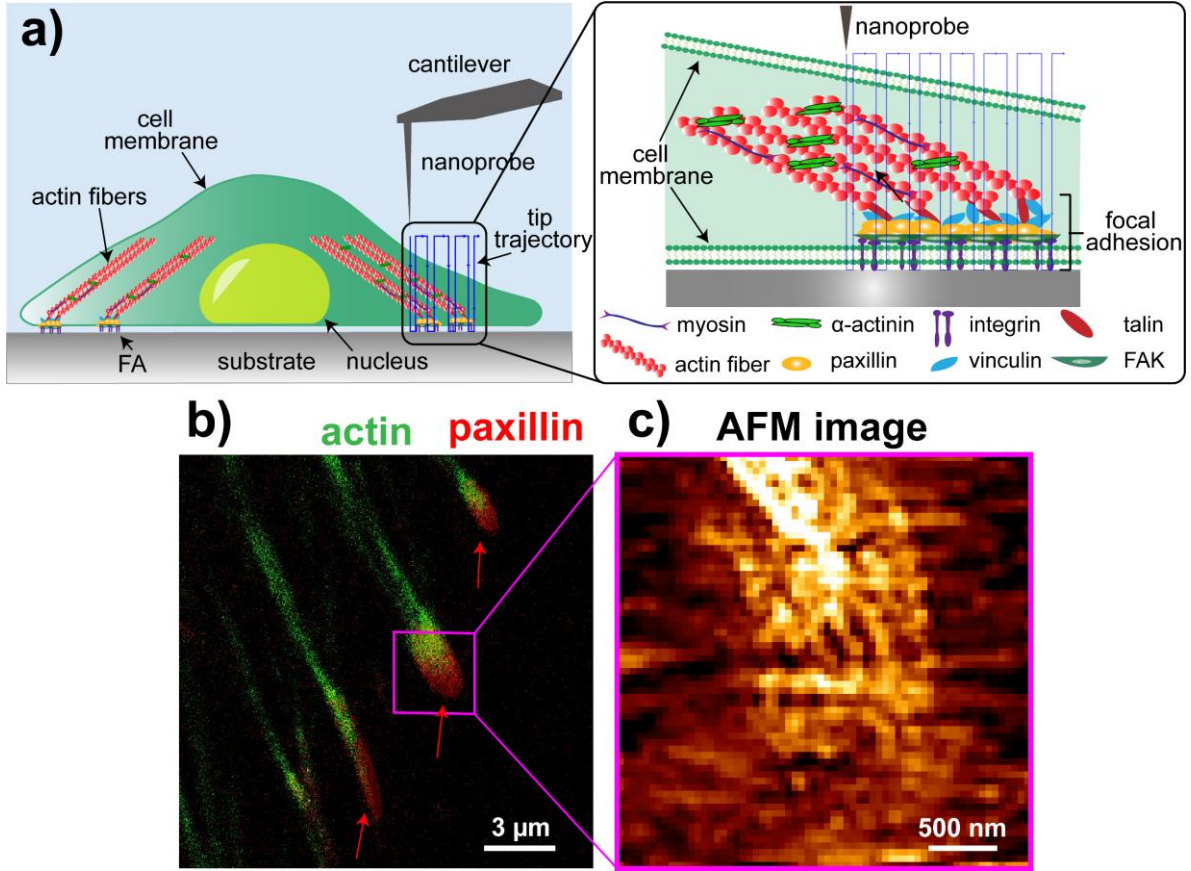 a)
cantilever
cell
membrane
nanoprobe
actin fibers
tip
trajectory
FA
substrate
nucleus
nanoprobe
cell
membrane
focal
adhesion
myosin
α-actinin
integrin
talin
actin fiber
paxillin
vinculin
FAK
b)
actin
paxillin
3 µm
c)
AFM image
500 nm